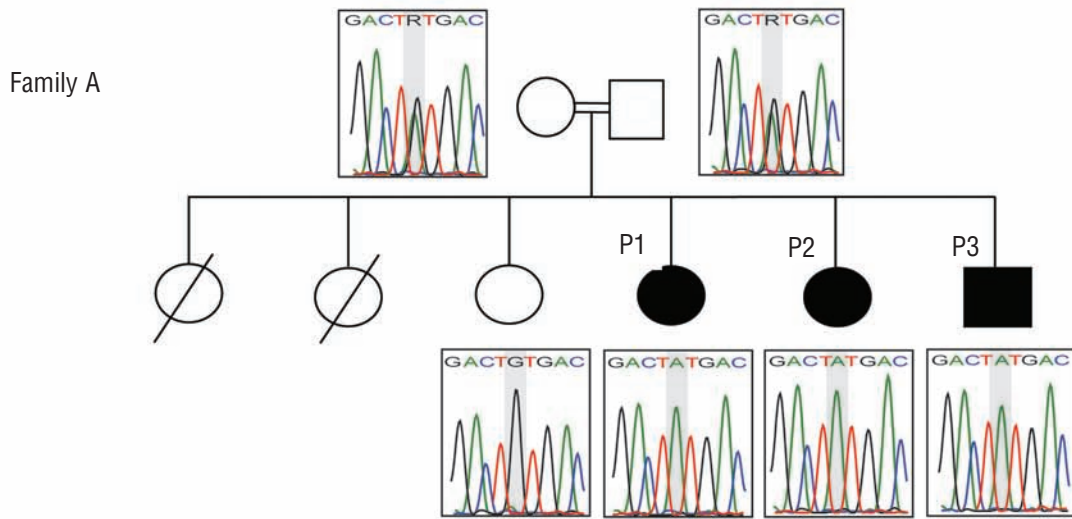 GACTRTGAC
GACTRTGAC
Family A
P1
P2
P3
GACTGTGAC
GACTATGAC
GACTATGAC
GACTATGAC